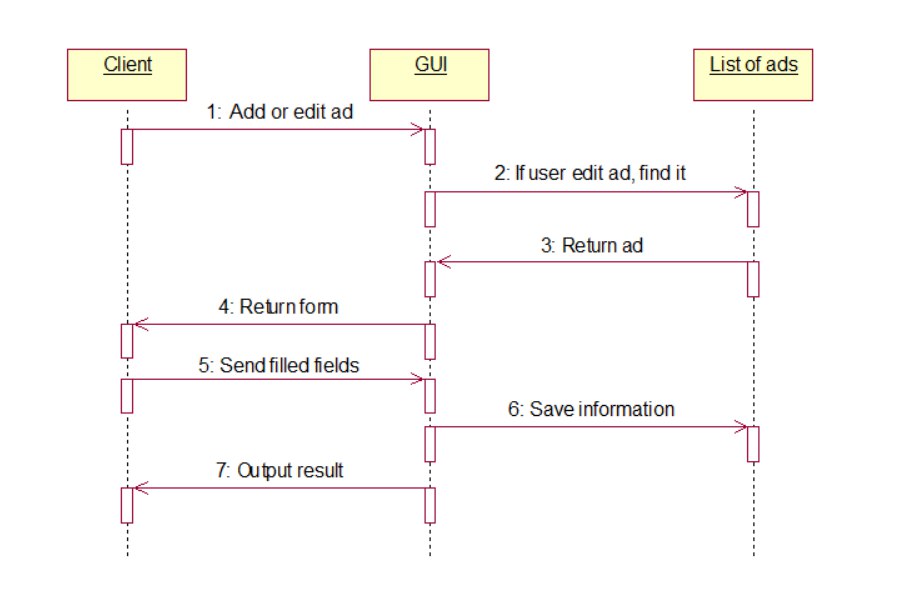 Client
GUI
List of ads
1: Add or edit ad
2: If user edit ad, find it
3: Return ad
4: Return form
5: Send filled fields
6: Save information
7: Output result